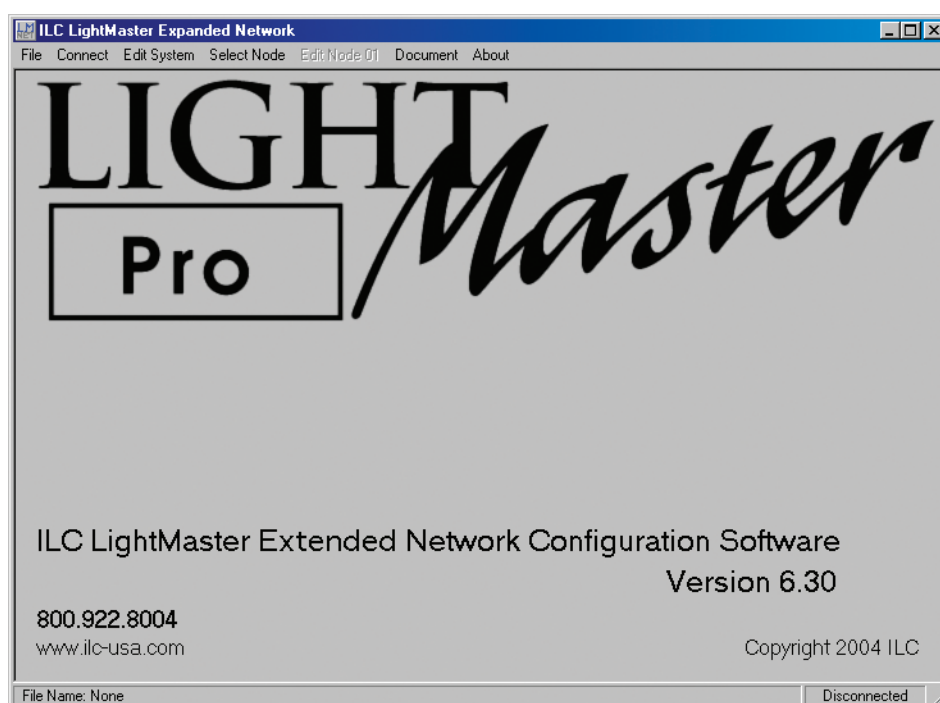 LM NET ILC LightMaster Expanded Network
File Connect Edit System Select Node Edit Node 01 Document About
LIGHT Master
Pro
ILC LightMaster Extended Network Configuration Software
Version 6.30
800.922.8004
www.ilc-usa.com
Copyright 2004 ILC
File Name: None
Disconnected